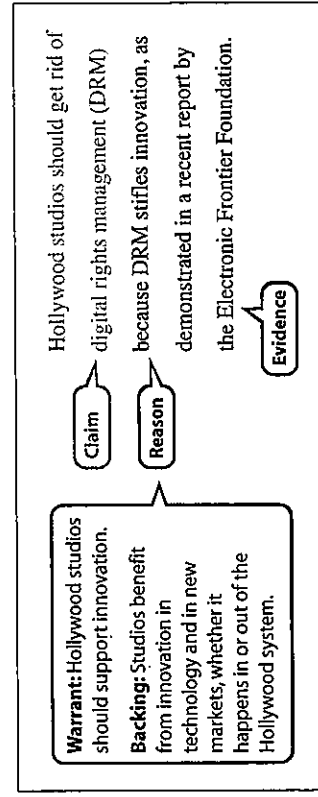 Hollywood studios should get rid of
digital rights management (DRM)
because DRM stifles innovation, as
demonstrated in a recent report by
the Electronic Frontier Foundation.
Claim
Reason
Evidence
Warrant: Hollywood studios
should support innovation.
Backing: Studios benefit
from innovation in
technology and in new
markets, whether it
happens in or out of the
Hollywood system.